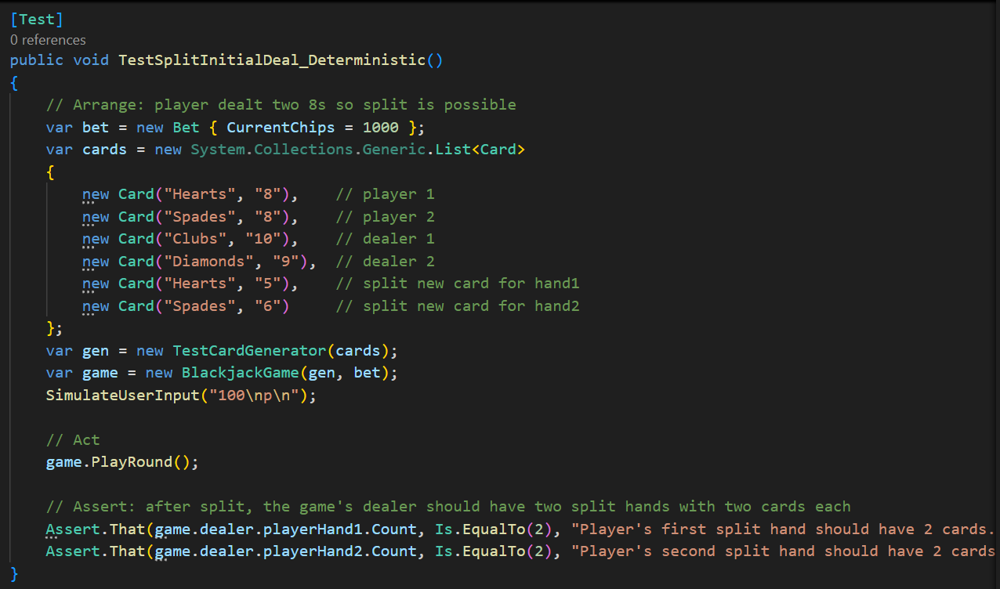 [Test]
0 references
public void TestSplitInitialDeal_Deterministic()
{
    // Arrange: player dealt two 8s so split is possible
    var bet = new Bet { CurrentChips = 1000 };
    var cards = new System.Collections.Generic.List<Card>
    {
        new Card("Hearts", "8"),    // player 1
        new Card("Spades", "8"),    // player 2
        new Card("Clubs", "10"),    // dealer 1
        new Card("Diamonds", "9"),  // dealer 2
        new Card("Hearts", "5"),    // split new card for hand1
        new Card("Spades", "6")     // split new card for hand2
    };
    var gen = new TestCardGenerator(cards);
    var game = new BlackjackGame(gen, bet);
    SimulateUserInput("100\np\n");

    // Act
    game.PlayRound();

    // Assert: after split, the game's dealer should have two split hands with two cards each
    Assert.That(game.dealer.playerHand1.Count, Is.EqualTo(2), "Player's first split hand should have 2 cards.
    Assert.That(game.dealer.playerHand2.Count, Is.EqualTo(2), "Player's second split hand should have 2 cards
}